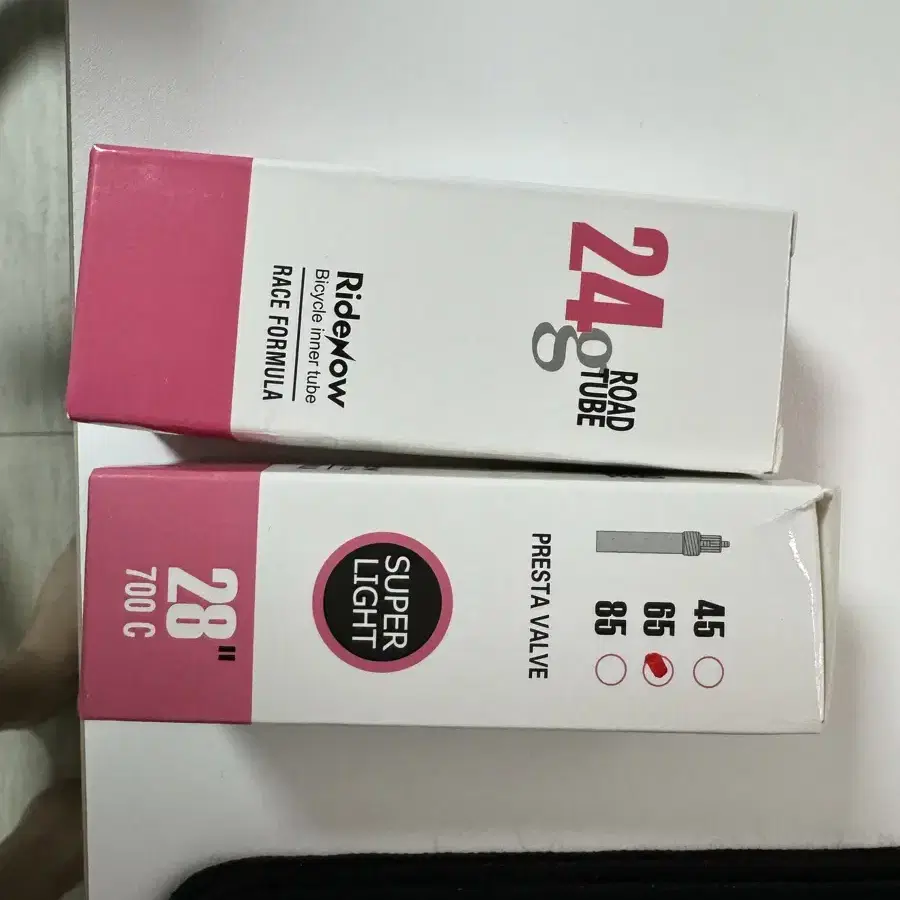 24g
ROAD
TUBE
RideNow
Bicycle inner tube
RACE FORMULA
45
65
85
PRESTA VALVE
SUPER
LIGHT
28"
700 C